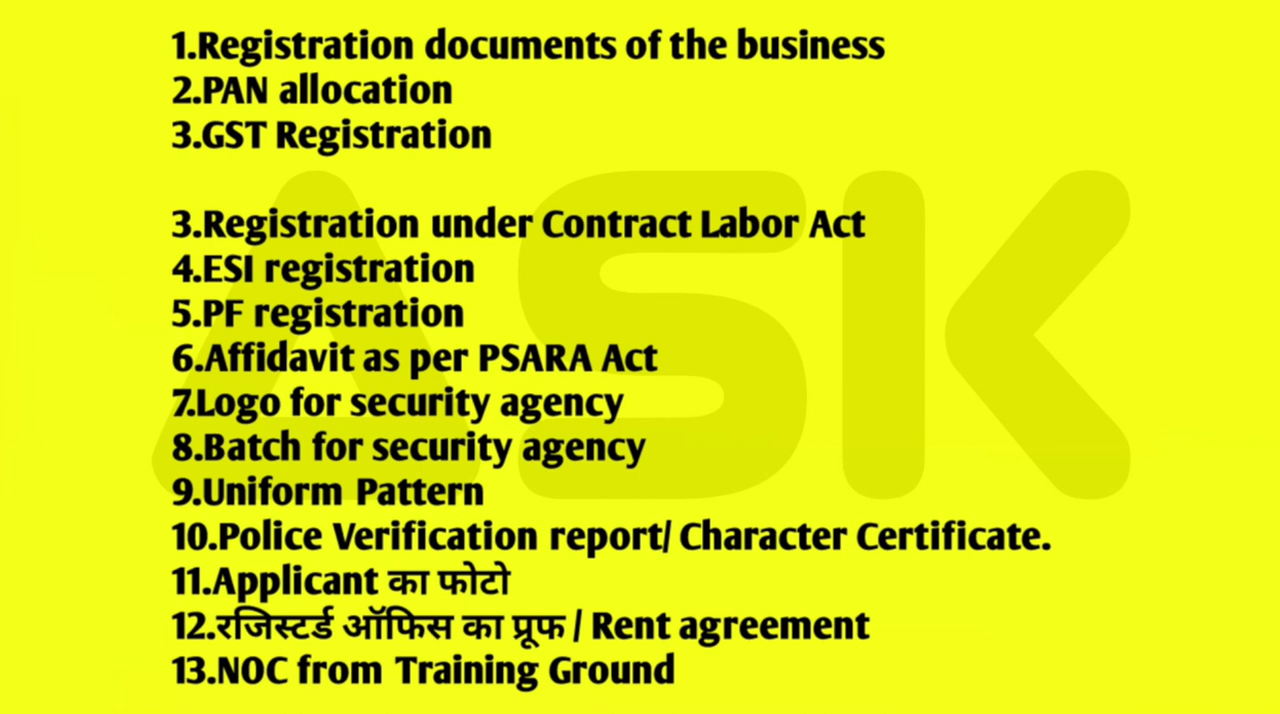 1.Registration documents of the business
2.PAN allocation
3.GST Registration
3.Registration under Contract Labor Act
4.ESI registration
5.PF registration
6.Affidavit as per PSARA Act
7.Logo for security agency
8.Batch for security agency
9.Uniform Pattern
10.Police Verification report/ Character Certificate.
11.Applicant का फोटो
12.रजिस्टर्ड ऑफिस का प्रूफ / Rent agreement
13.NOC from Training Ground
ASK